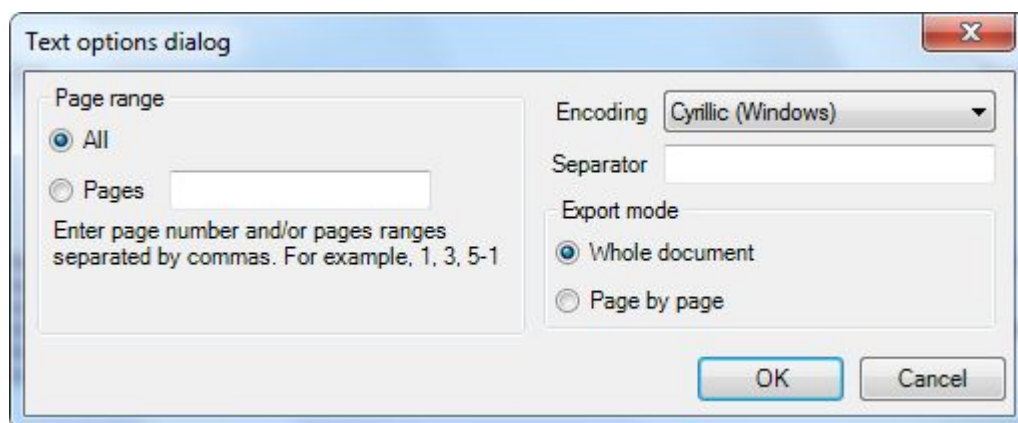 Text options dialog
Page range
All
Pages
Enter page number and/or pages ranges
separated by commas. For example, 1, 3, 5-1
Encoding Cyrillic (Windows)
Separator
Export mode
Whole document
Page by page
OK Cancel